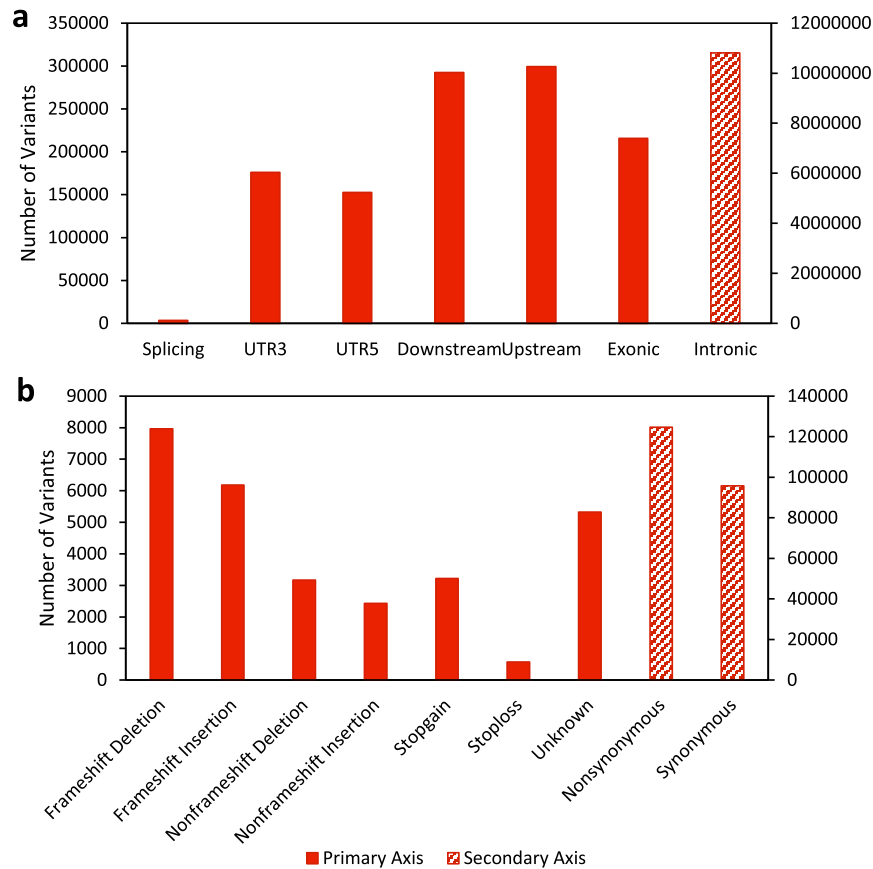 a
350000
300000
250000
200000
150000
100000
50000
0
Number of Variants
12000000
10000000
8000000
6000000
4000000
2000000
0
Splicing UTR3 UTR5 Downstream Upstream Exonic Intronic
b
9000
8000
7000
6000
5000
4000
3000
2000
1000
0
Number of Variants
140000
120000
100000
80000
60000
40000
20000
0
Frameshift Deletion
Frameshift Insertion
Nonframeshift Deletion
Nonframeshift Insertion
Stopgain
Stoploss
Unknown
Nonsynonymous
Synonymous
Primary Axis Secondary Axis